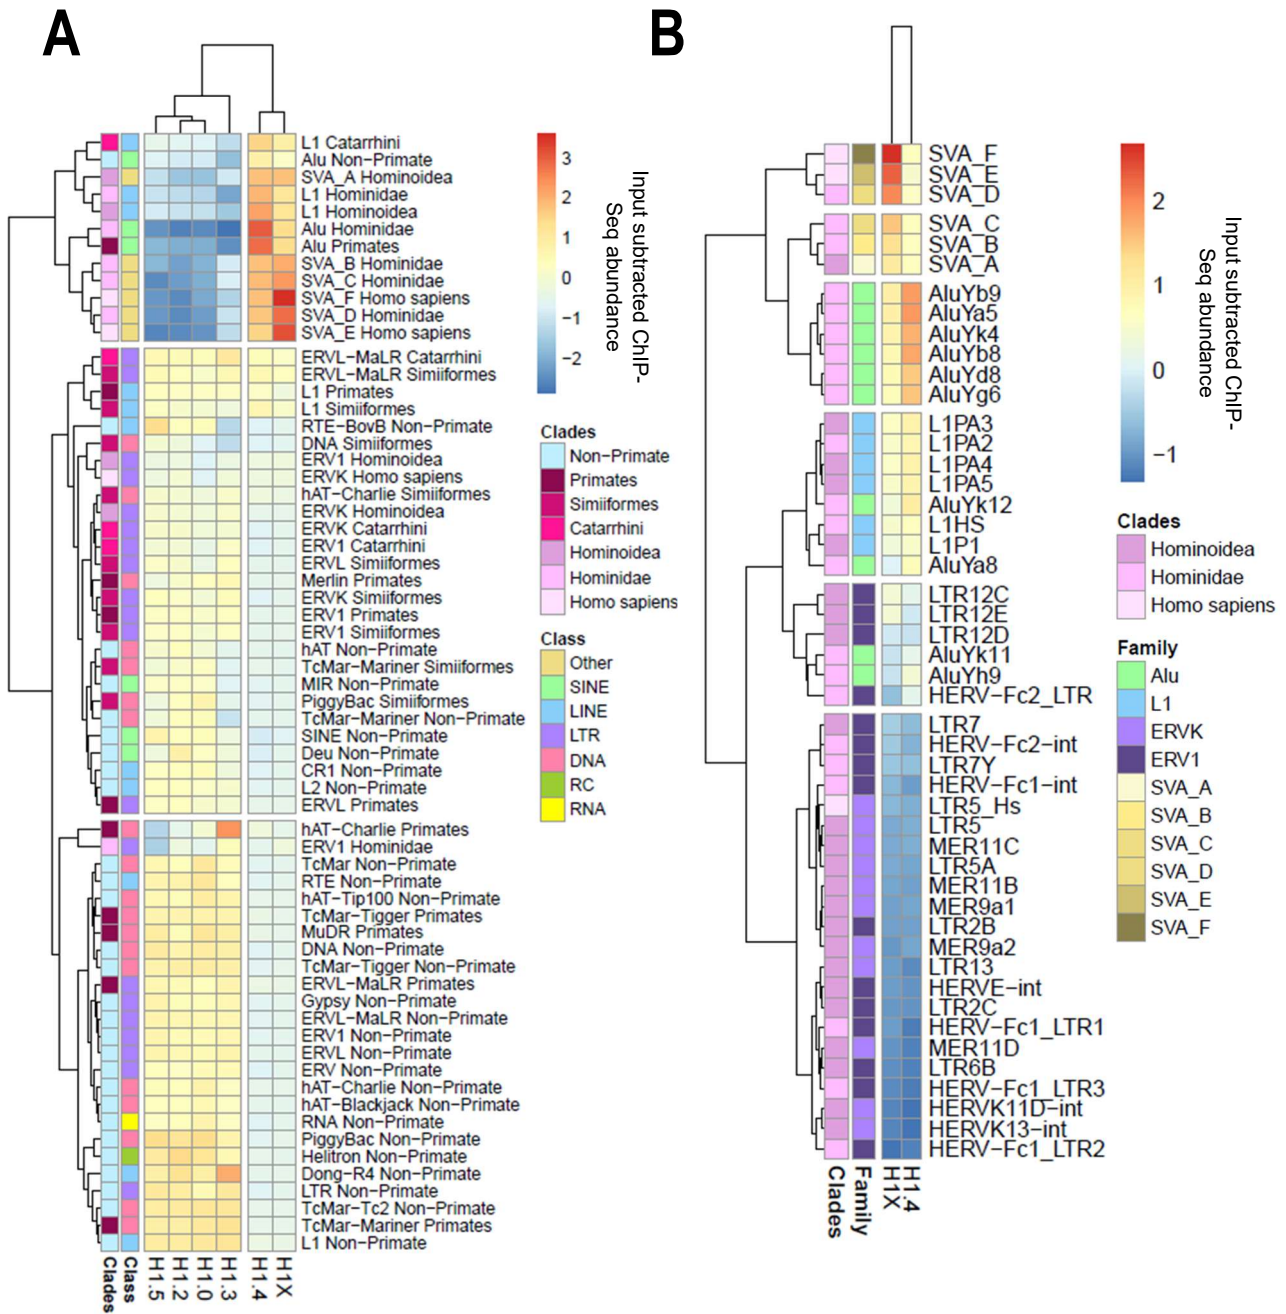 A
L1 Catarrhini
Alu Non−Primate
SVA_A Hominoidea
L1 Hominidae
L1 Hominoidea
Alu Hominidae
Alu Primates
SVA_B Hominidae
SVA_C Hominidae
SVA_F Homo sapiens
SVA_D Hominidae
SVA_E Homo sapiens
ERVL−MaLR Catarrhini
ERVL−MaLR Simiiformes
L1 Primates
L1 Simiiformes
RTE−BovB Non−Primate
DNA Simiiformes
ERV1 Hominoidea
ERVK Homo sapiens
hAT−Charlie Simiiformes
ERVK Hominoidea
ERVK Catarrhini
ERV1 Catarrhini
ERVL Simiiformes
Merlin Primates
ERVK Simiiformes
ERV1 Primates
ERV1 Simiiformes
hAT Non−Primate
TcMar−Mariner Simiiformes
MIR Non−Primate
PiggyBac Simiiformes
TcMar−Mariner Non−Primate
SINE Non−Primate
Deu Non−Primate
CR1 Non−Primate
L2 Non−Primate
ERVL Primates
hAT−Charlie Primates
ERV1 Hominidae
TcMar Non−Primate
RTE Non−Primate
hAT−Tip100 Non−Primate
TcMar−Tigger Primates
MuDR Primates
DNA Non−Primate
TcMar−Tigger Non−Primate
ERVL−MaLR Primates
Gypsy Non−Primate
ERVL−MaLR Non−Primate
ERV1 Non−Primate
ERVL Non−Primate
ERV Non−Primate
hAT−Charlie Non−Primate
hAT−Blackjack Non−Primate
RNA Non−Primate
PiggyBac Non−Primate
Helitron Non−Primate
Dong−R4 Non−Primate
LTR Non−Primate
TcMar−Tc2 Non−Primate
TcMar−Mariner Primates
L1 Non−Primate
Clades
Class
H1.5
H1.2
H1.0
H1.3
H1.4
H1X
3
2
1
0
−1
−2
Input subtracted ChIP-
Seq abundance
Clades
Non−Primate
Primates
Simiiformes
Catarrhini
Hominoidea
Hominidae
Homo sapiens
Class
Other
SINE
LINE
LTR
DNA
RC
RNA
B
SVA_F
SVA_E
SVA_D
SVA_C
SVA_B
SVA_A
AluYb9
AluYa5
AluYk4
AluYb8
AluYd8
AluYg6
L1PA3
L1PA2
L1PA4
L1PA5
AluYk12
L1HS
L1P1
AluYa8
LTR12C
LTR12E
LTR12D
AluYk11
AluYh9
HERV−Fc2_LTR
LTR7
HERV−Fc2−int
LTR7Y
HERV−Fc1−int
LTR5_Hs
LTR5
MER11C
LTR5A
MER11B
MER9a1
LTR2B
MER9a2
LTR13
HERVE−int
LTR2C
HERV−Fc1_LTR1
MER11D
LTR6B
HERV−Fc1_LTR3
HERVK11D−int
HERVK13−int
HERV−Fc1_LTR2
Clades
Family
H1X
H1.4
2
1
0
−1
Input subtracted ChIP-
Seq abundance
Clades
Hominoidea
Hominidae
Homo sapiens
Family
Alu
L1
ERVK
ERV1
SVA_A
SVA_B
SVA_C
SVA_D
SVA_E
SVA_F